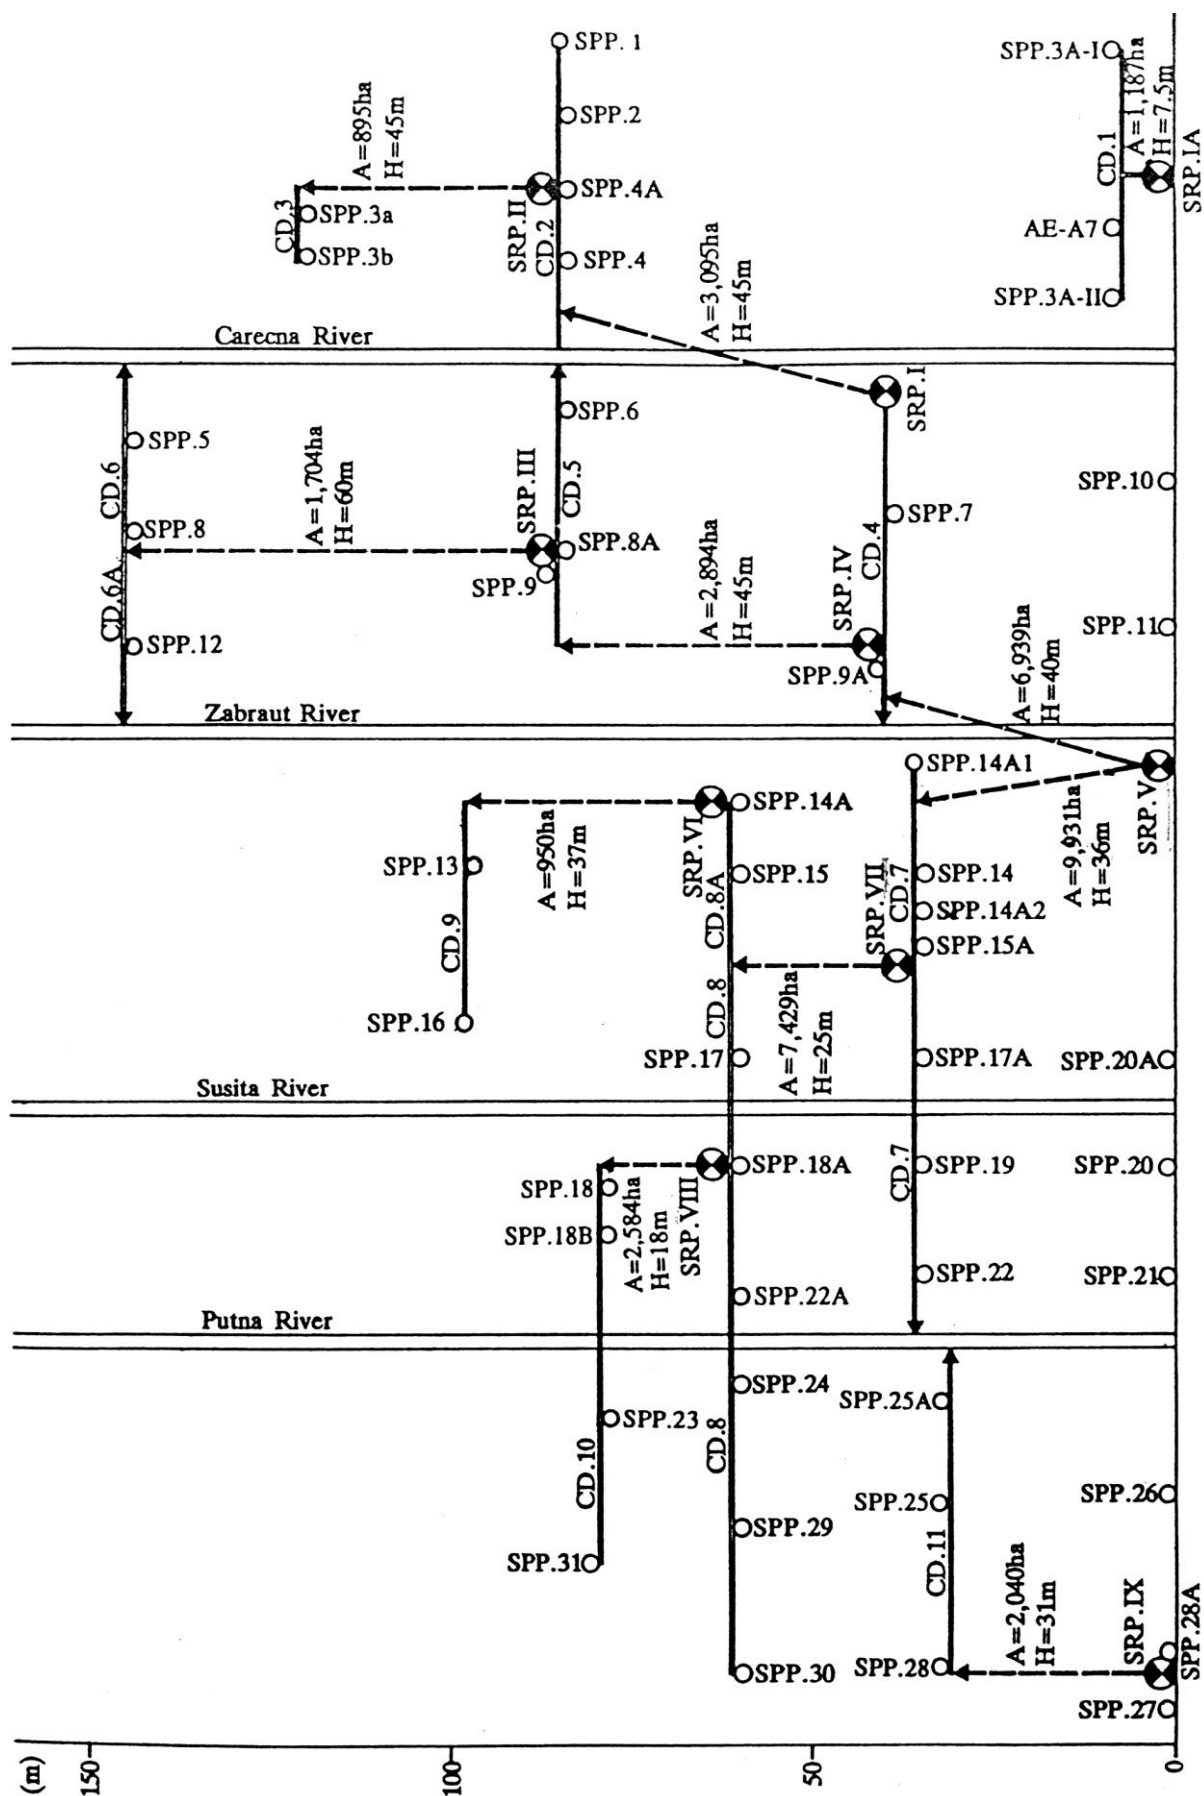 SPP. 1
SPP.2
SPP.4A
SPP.4
SRP.II
CD.2
A=895ha
H=45m
CD.3
SPP.3a
SPP.3b
SPP.3A-I
CD.1
A=1,187ha
H=7.5m
SRP.IA
AE-A7
SPP.3A-II
A=3,095ha
H=45m
Carecna River
SRP.I
SPP.5
CD.6
SPP.8
CD.6A
SPP.12
A=1,704ha
H=60m
SRP.III
SPP.6
CD.5
SPP.8A
SPP.9
A=2,894ha
H=45m
SRP.IV
CD.4
SPP.7
SPP.9A
SPP.10
SPP.11
A=6,939ha
H=40m
Zabraut River
SPP.14A1
SRP.V
A=9,931ha
H=36m
SPP.13
CD.9
SPP.16
A=950ha
H=37m
SRP.VI
SPP.14A
SPP.15
CD.8A
CD.8
SPP.17
SRP.VII
CD.7
SPP.14
SPP.14A2
SPP.15A
A=7,429ha
H=25m
SPP.17A
SPP.20A
Susita River
SPP.18
SPP.18B
A=2,584ha
H=18m
SRP.VIII
SPP.18A
SPP.22A
CD.7
SPP.19
SPP.22
SPP.20
SPP.21
Putna River
SPP.23
CD.10
SPP.31
SPP.24
CD.8
SPP.29
SPP.30
SPP.25A
SPP.25
CD.11
SPP.28
A=2,040ha
H=31m
SPP.26
SRP.IX
SPP.28A
SPP.27
(m)
150
100
50
0